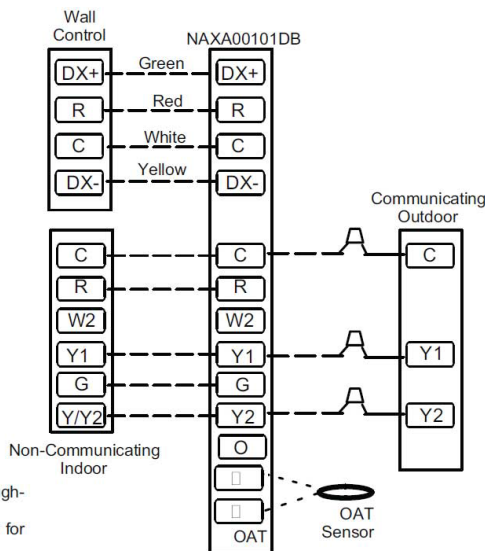 Wall
Control
NAXA00101DB
DX+
Green
DX+
R
Red
R
C
White
C
DX-
Yellow
DX-
Communicating
Outdoor
C
C
C
R
R
W2
W2
Y1
Y1
Y1
G
G
Y/Y2
Y2
Y2
O
Non-Communicating
Indoor
gh-
for
OAT
OAT
Sensor